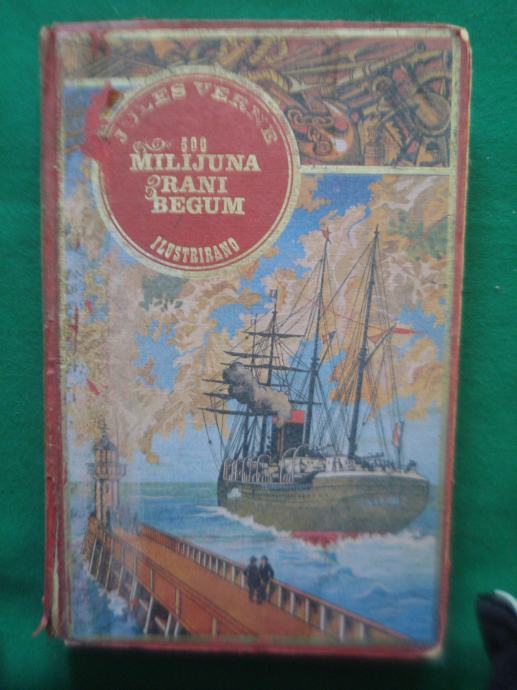 JULES VERNE
500
MILIJUNA
RANI
BEGUM
ILUSTRIRANO